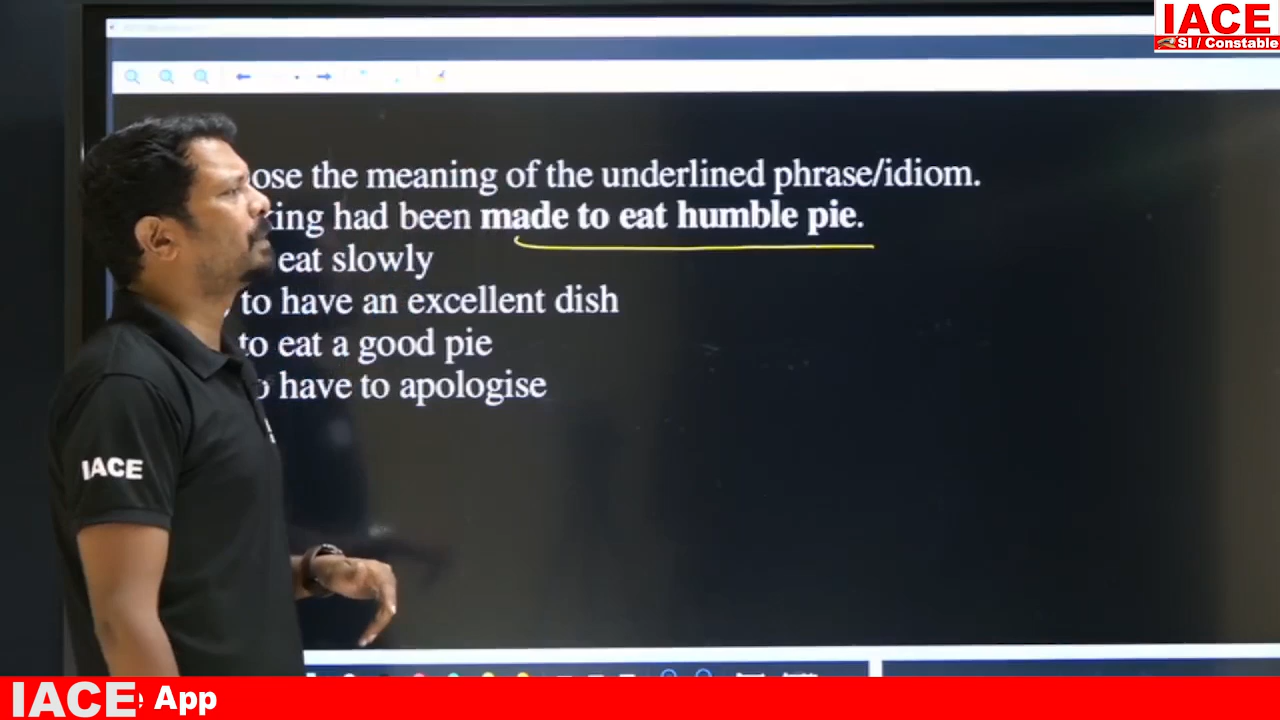 IACE
SI / Constable
ose the meaning of the underlined phrase/idiom.
king had been made to eat humble pie.
eat slowly
to have an excellent dish
to eat a good pie
to have to apologise
IACE
IACE App